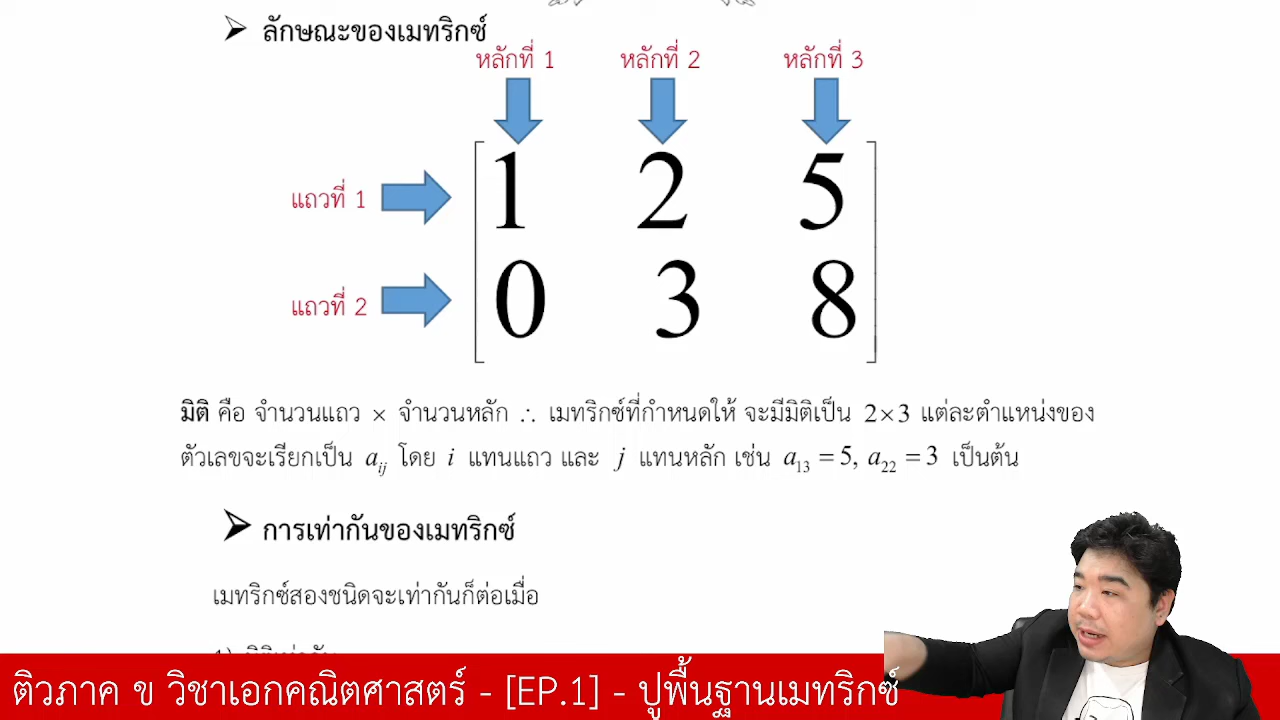 ➢ ลักษณะของเมทริกซ์
หลักที่ 1 หลักที่ 2 หลักที่ 3
แถวที่ 1 1 2 5
แถวที่ 2 0 3 8
มิติ คือ จำนวนแถว × จำนวนหลัก ∴ เมทริกซ์ที่กำหนดให้ จะมีมิติเป็น 2×3 แต่ละตำแหน่งของ
ตัวเลขจะเรียกเป็น aij โดย i แทนแถว และ j แทนหลัก เช่น a13 = 5, a22 = 3 เป็นต้น
➢ การเท่ากันของเมทริกซ์
เมทริกซ์สองชนิดจะเท่ากันก็ต่อเมื่อ
ติวภาค ข วิชาเอกคณิตศาสตร์ - [EP.1] - ปูพื้นฐานเมทริกซ์